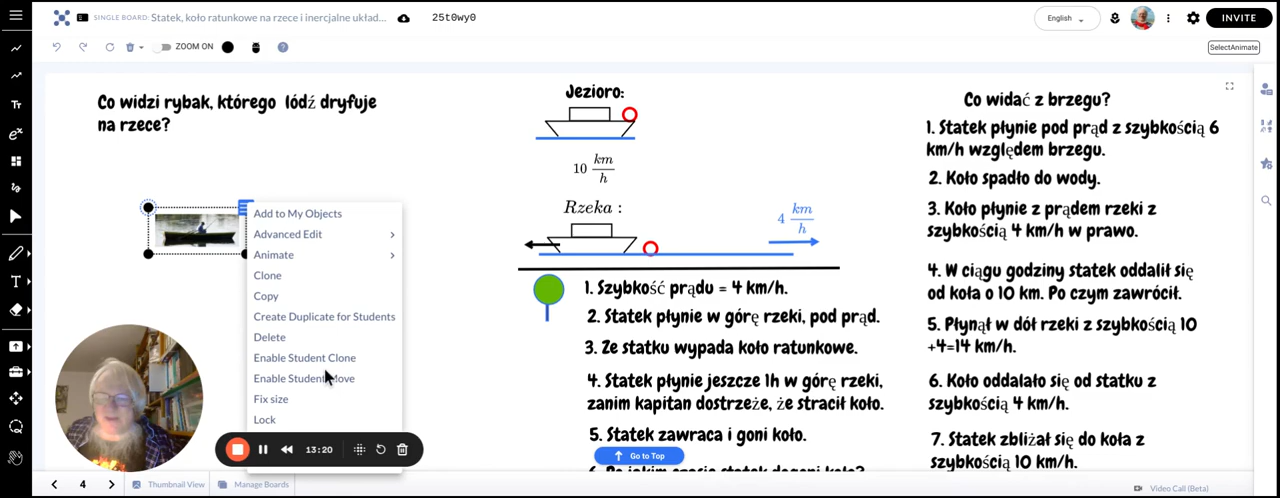 SINGLE BOARD: Statek, koło ratunkowe na rzece i inercjalne układ...
25t0wy0
English
INVITE
ZOOM ON
SelectAnimate
Co widzi rybak, którego łódź dryfuje
na rzece?
Add to My Objects
Advanced Edit
Animate
Clone
Copy
Create Duplicate for Students
Delete
Enable Student Clone
Enable Student Move
Fix size
Lock
13:20
Jezioro:
10 km/h
Rzeka :
4 km/h
1. Szybkość prądu = 4 km/h.
2. Statek płynie w górę rzeki, pod prąd.
3. Ze statku wypada koło ratunkowe.
4. Statek płynie jeszcze 1h w górę rzeki,
zanim kapitan dostrzeże, że stracił koło.
5. Statek zawraca i goni koło.
Go to Top
6. Po jakim czasie statek dogoni koło?
Co widać z brzegu?
1. Statek płynie pod prąd z szybkością 6
km/h względem brzegu.
2. Koło spadło do wody.
3. Koło płynie z prądem rzeki z
szybkością 4 km/h w prawo.
4. W ciągu godziny statek oddalił się
od koła o 10 km. Po czym zawrócił.
5. Płynął w dół rzeki z szybkością 10
+4=14 km/h.
6. Koło oddalało się od statku z
szybkością 4 km/h.
7. Statek zbliżał się do koła z
szybkością 10 km/h.
4
Thumbnail View
Manage Boards
Video Call (Beta)